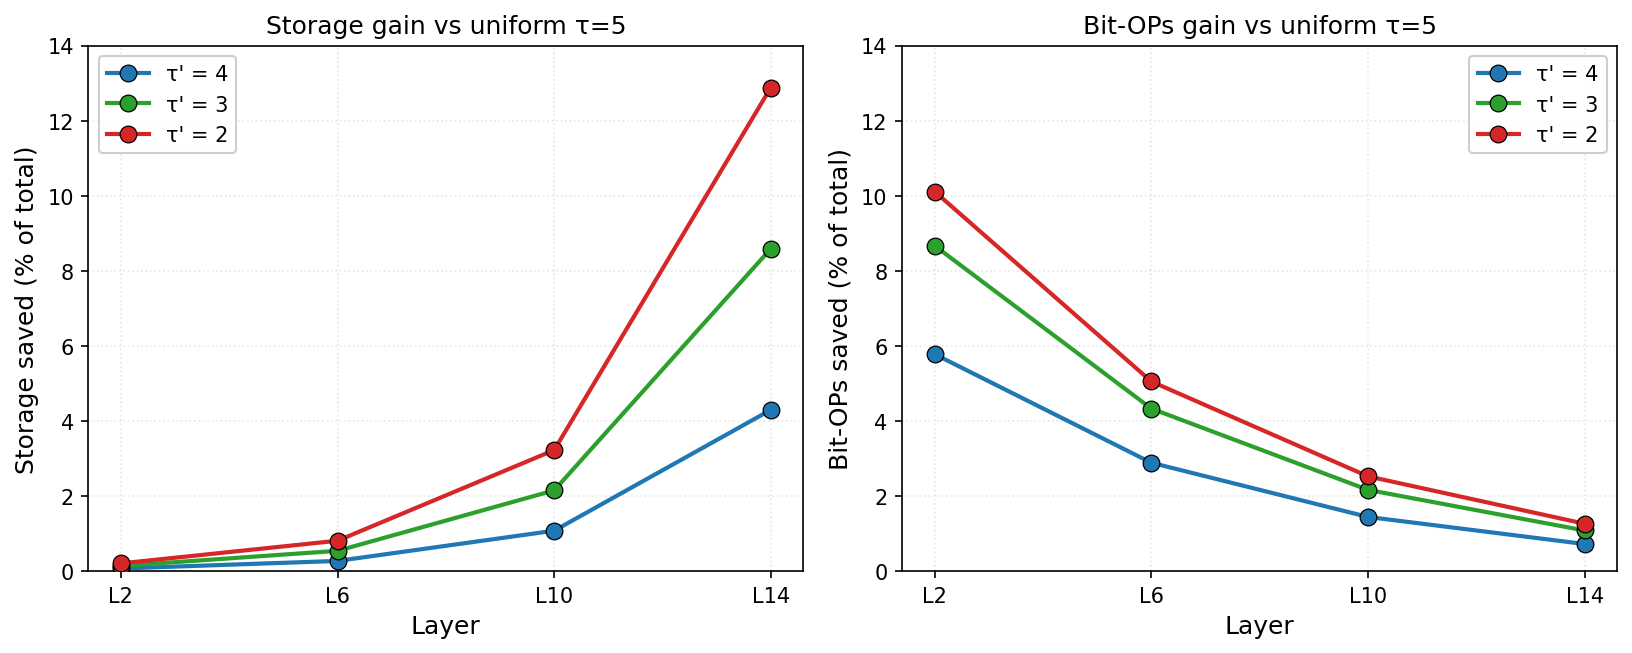 Storage gain vs uniform τ=5
Storage saved (% of total)
14
12
10
8
6
4
2
0
τ' = 4
τ' = 3
τ' = 2
L2
L6
L10
L14
Layer
Bit-OPs gain vs uniform τ=5
Bit-OPs saved (% of total)
14
12
10
8
6
4
2
0
τ' = 4
τ' = 3
τ' = 2
L2
L6
L10
L14
Layer